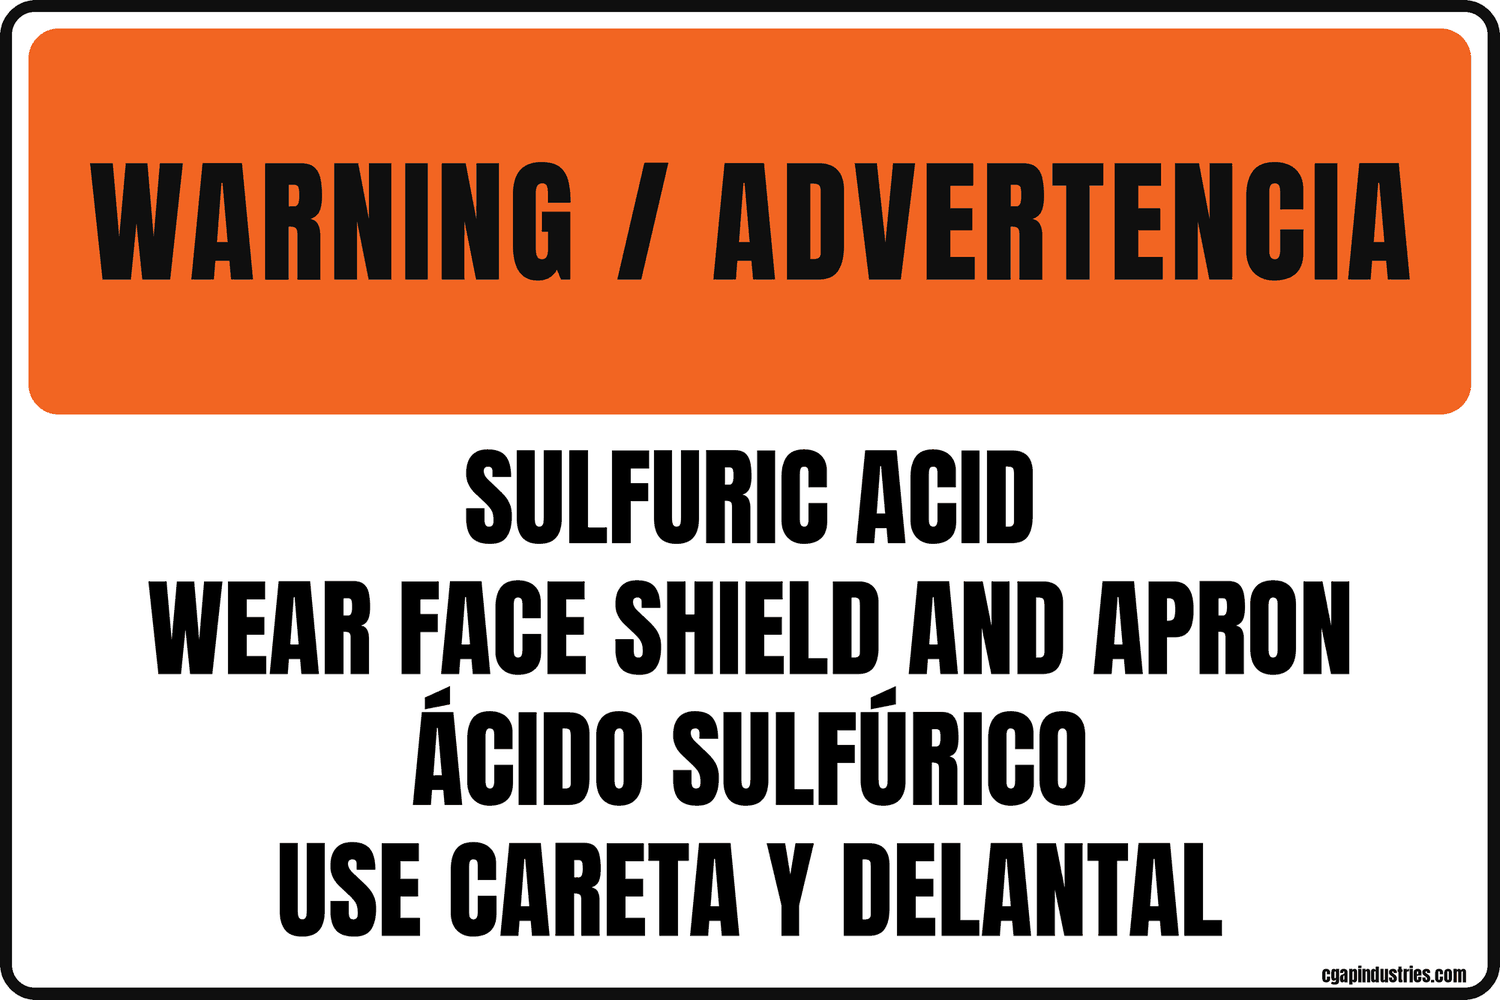 WARNING / ADVERTENCIA
SULFURIC ACID
WEAR FACE SHIELD AND APRON
ÁCIDO SULFÚRICO
USE CARETA Y DELANTAL
cgapindustries.com